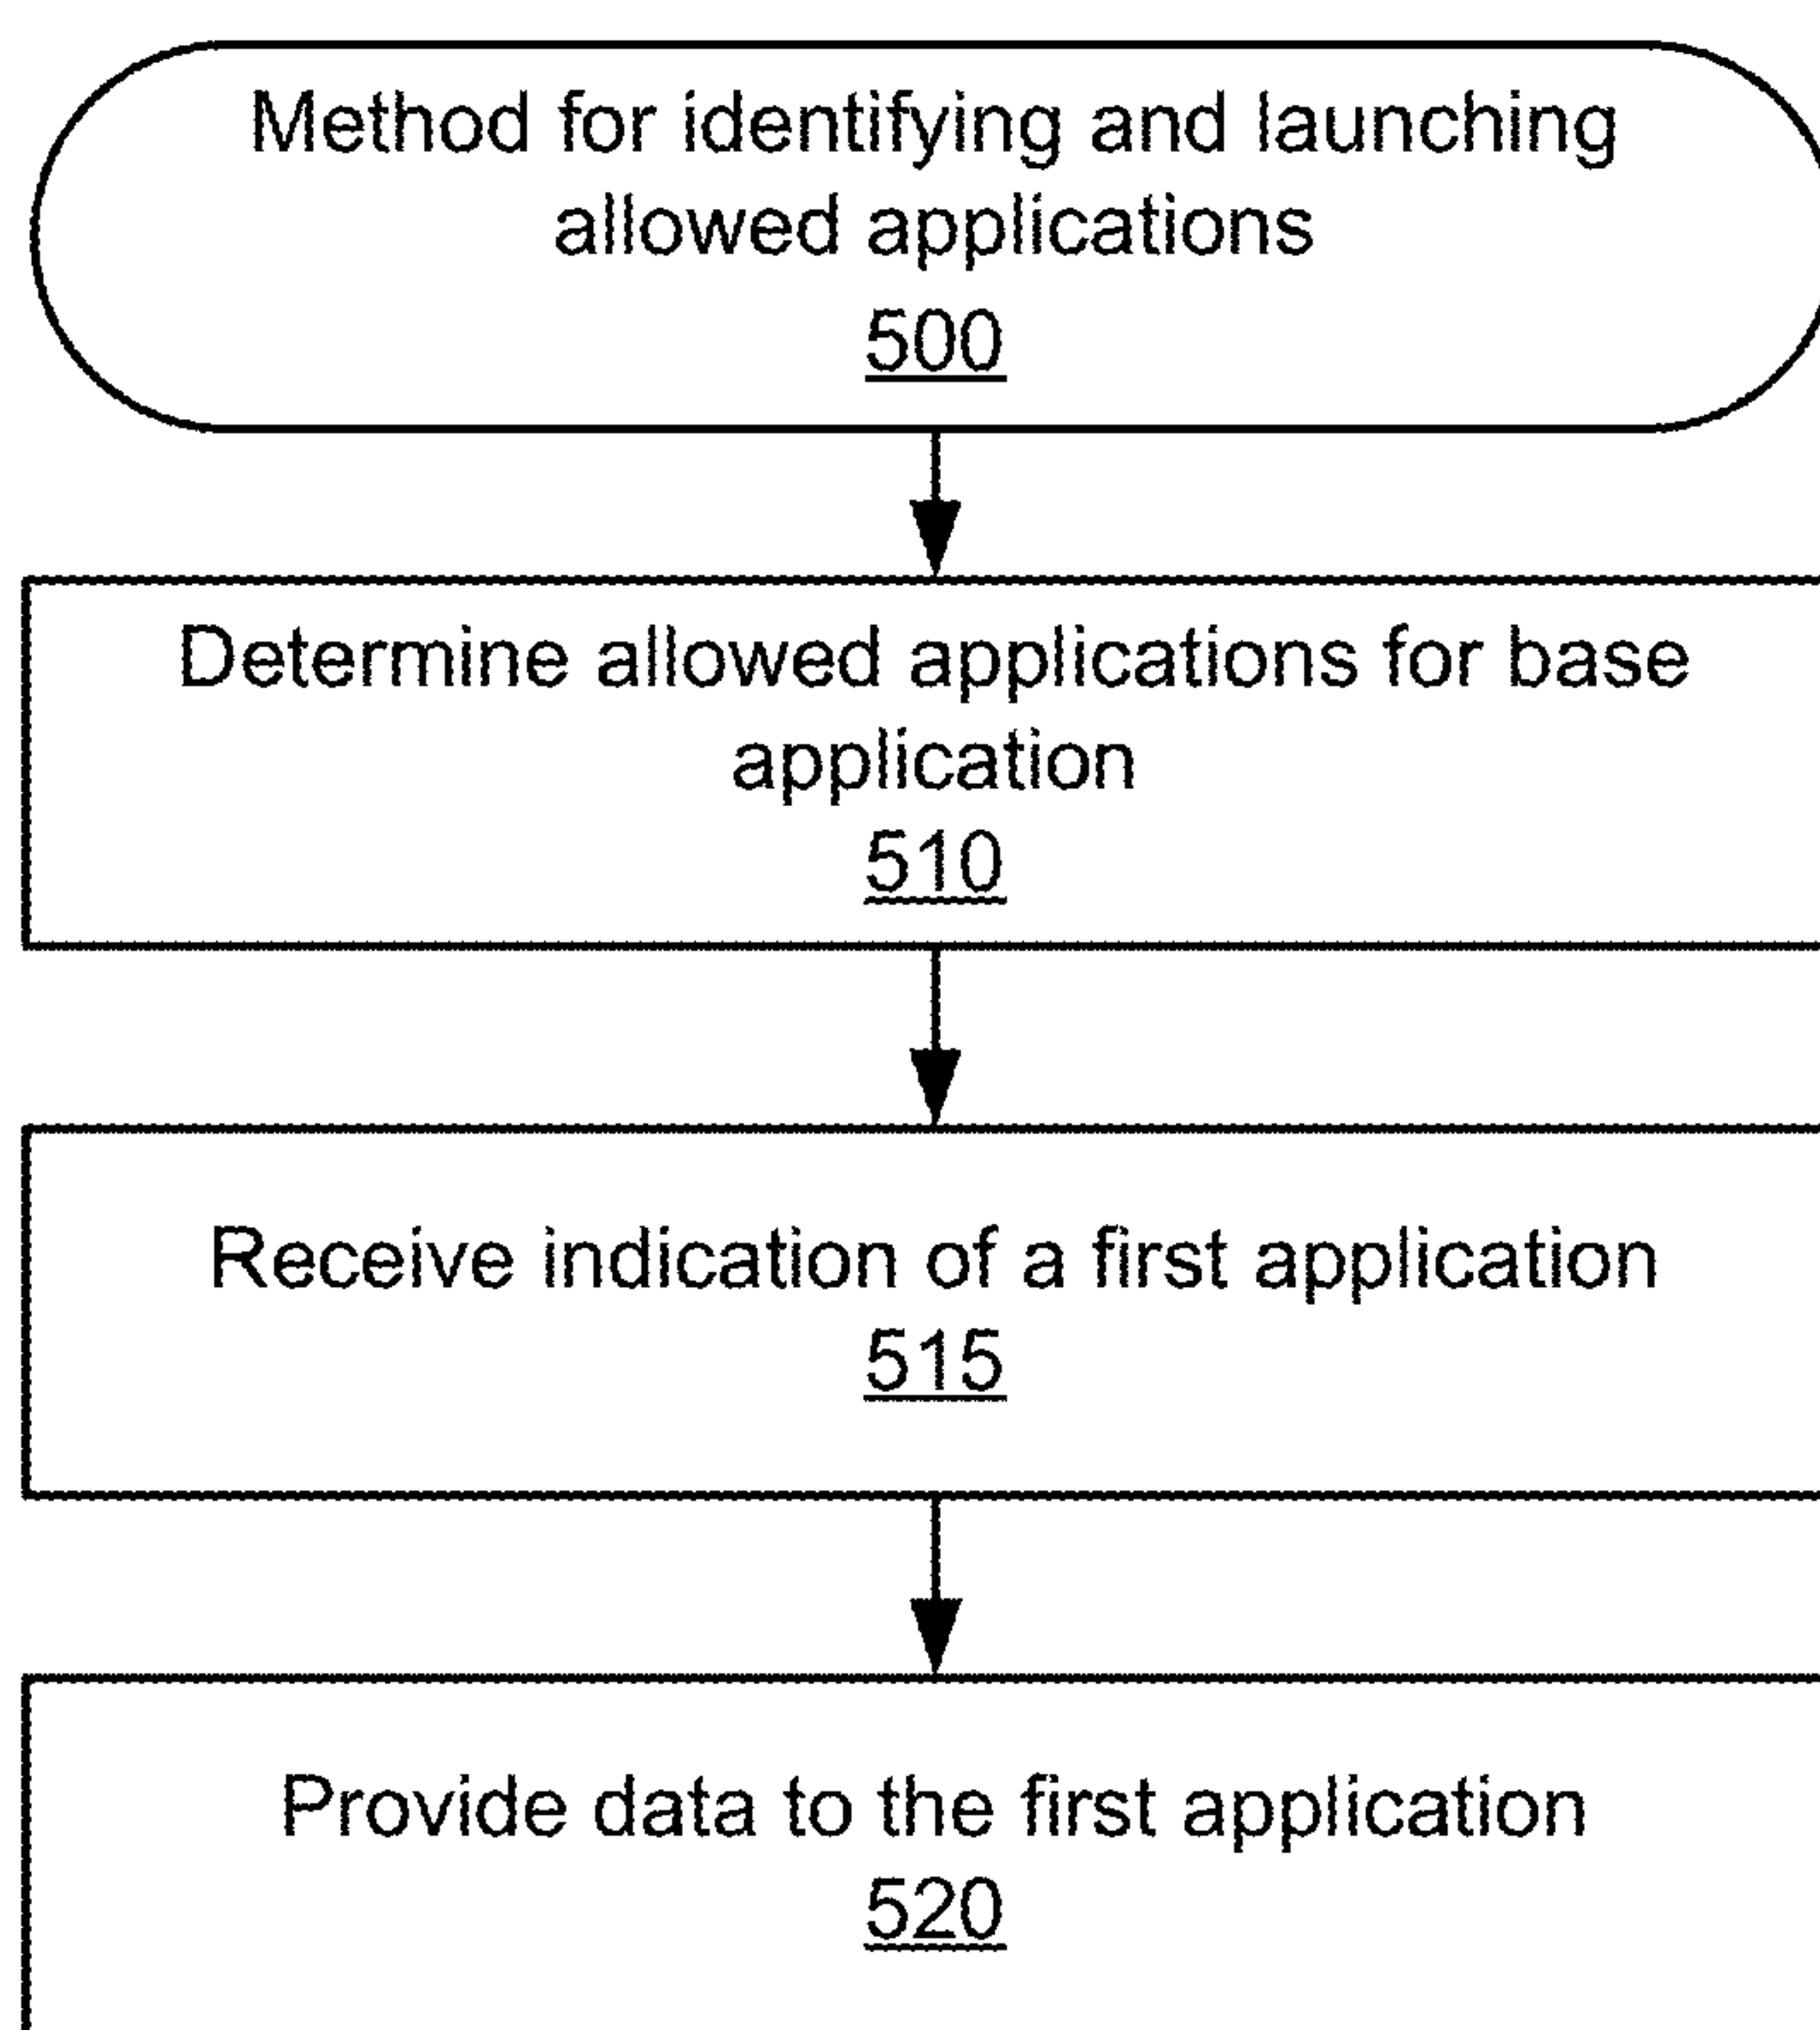 Method for identifying and launching
allowed applications
500
Determine allowed applications for base
application
510
Receive indication of a first application
515
Provide data to the first application
520